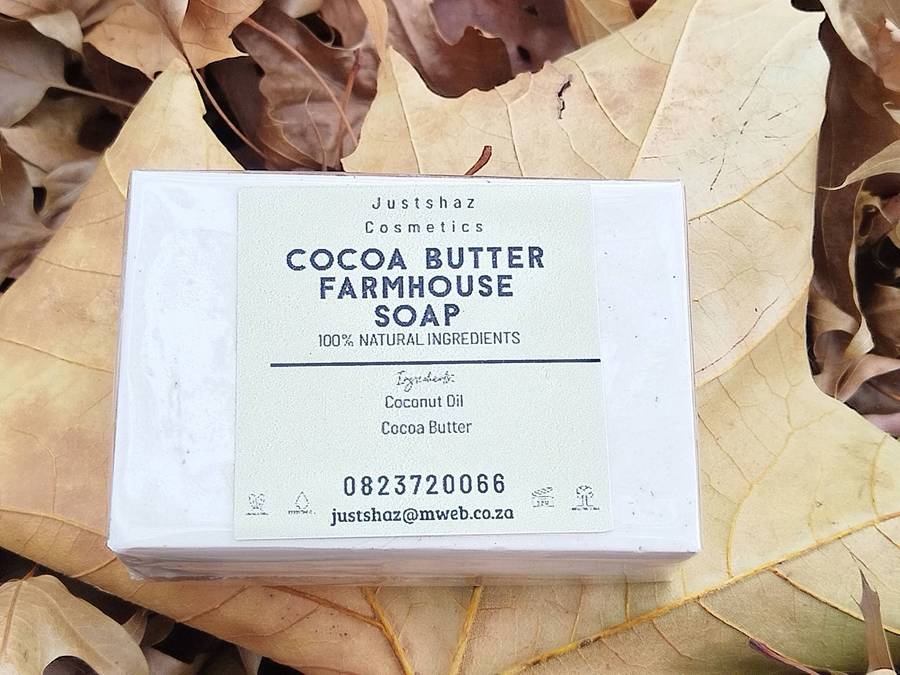 Justshaz
Cosmetics
COCOA BUTTER
FARMHOUSE
SOAP
100% NATURAL INGREDIENTS
Ingredients:
Coconut Oil
Cocoa Butter
0823720066
justshaz@mweb.co.za